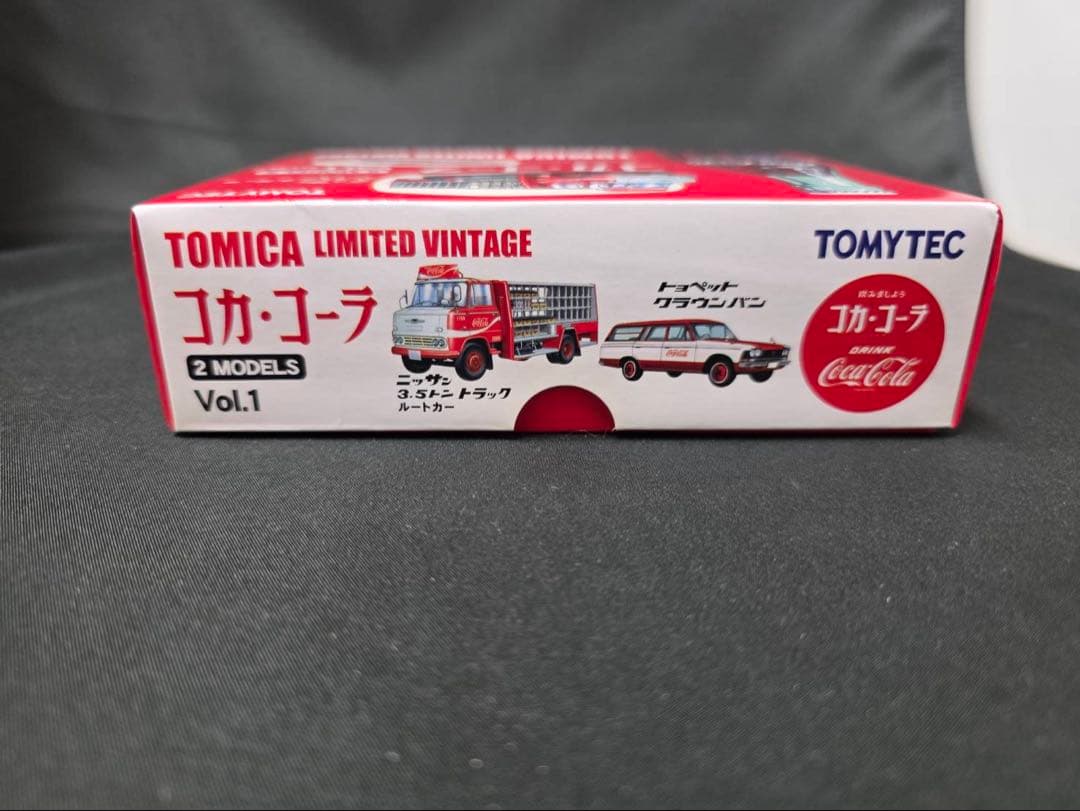 TOMICA LIMITED VINTAGE
コカ・コーラ
2 MODELS
Vol.1
ニッサン
3.5トン トラック
ルートカー
トヨペット
クラウン バン
TOMYTEC
飲みましょう
コカ・コーラ
DRINK
Coca-Cola
Coca-Cola